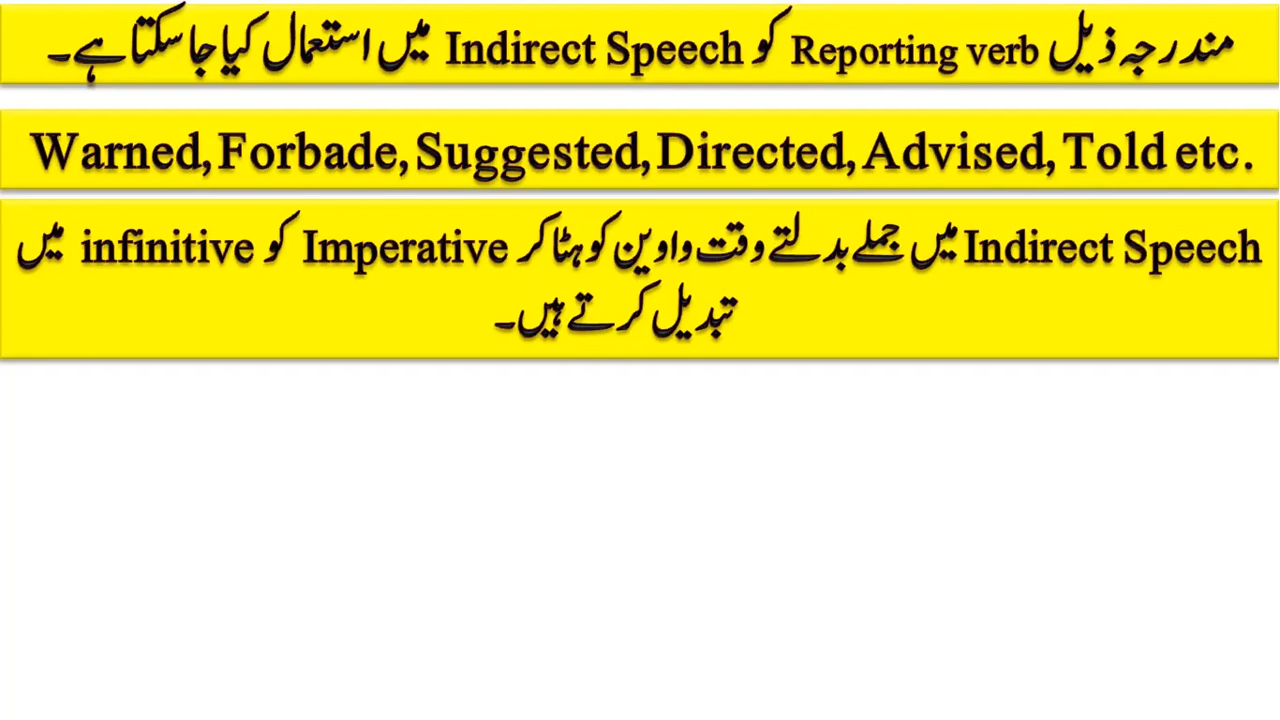 مندرجہ ذیل Reporting verb کو Indirect Speech میں استعمال کیا جا سکتا ہے۔
Warned, Forbade, Suggested, Directed, Advised, Told etc.
Indirect Speech میں جملے بدلتے وقت واوین کو ہٹا کر Imperative کو infinitive میں
تبدیل کرتے ہیں۔